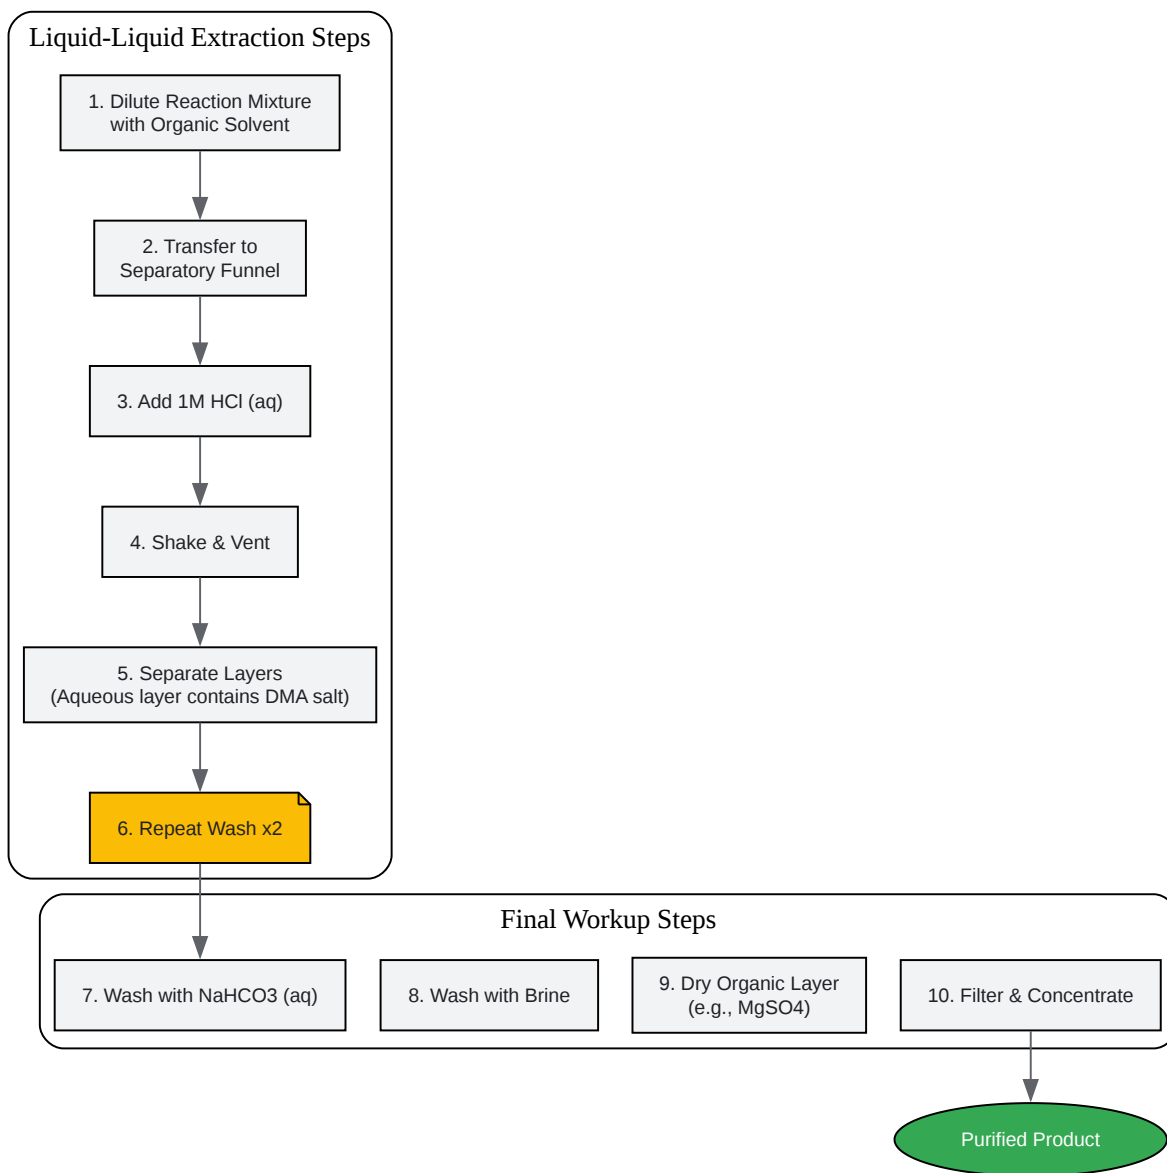 Liquid-Liquid Extraction Steps
1. Dilute Reaction Mixture
with Organic Solvent
2. Transfer to
Separatory Funnel
3. Add 1M HCl (aq)
4. Shake & Vent
5. Separate Layers
(Aqueous layer contains DMA salt)
6. Repeat Wash x2
Final Workup Steps
7. Wash with NaHCO3 (aq)
8. Wash with Brine
9. Dry Organic Layer
(e.g., MgSO4)
10. Filter & Concentrate
Purified Product